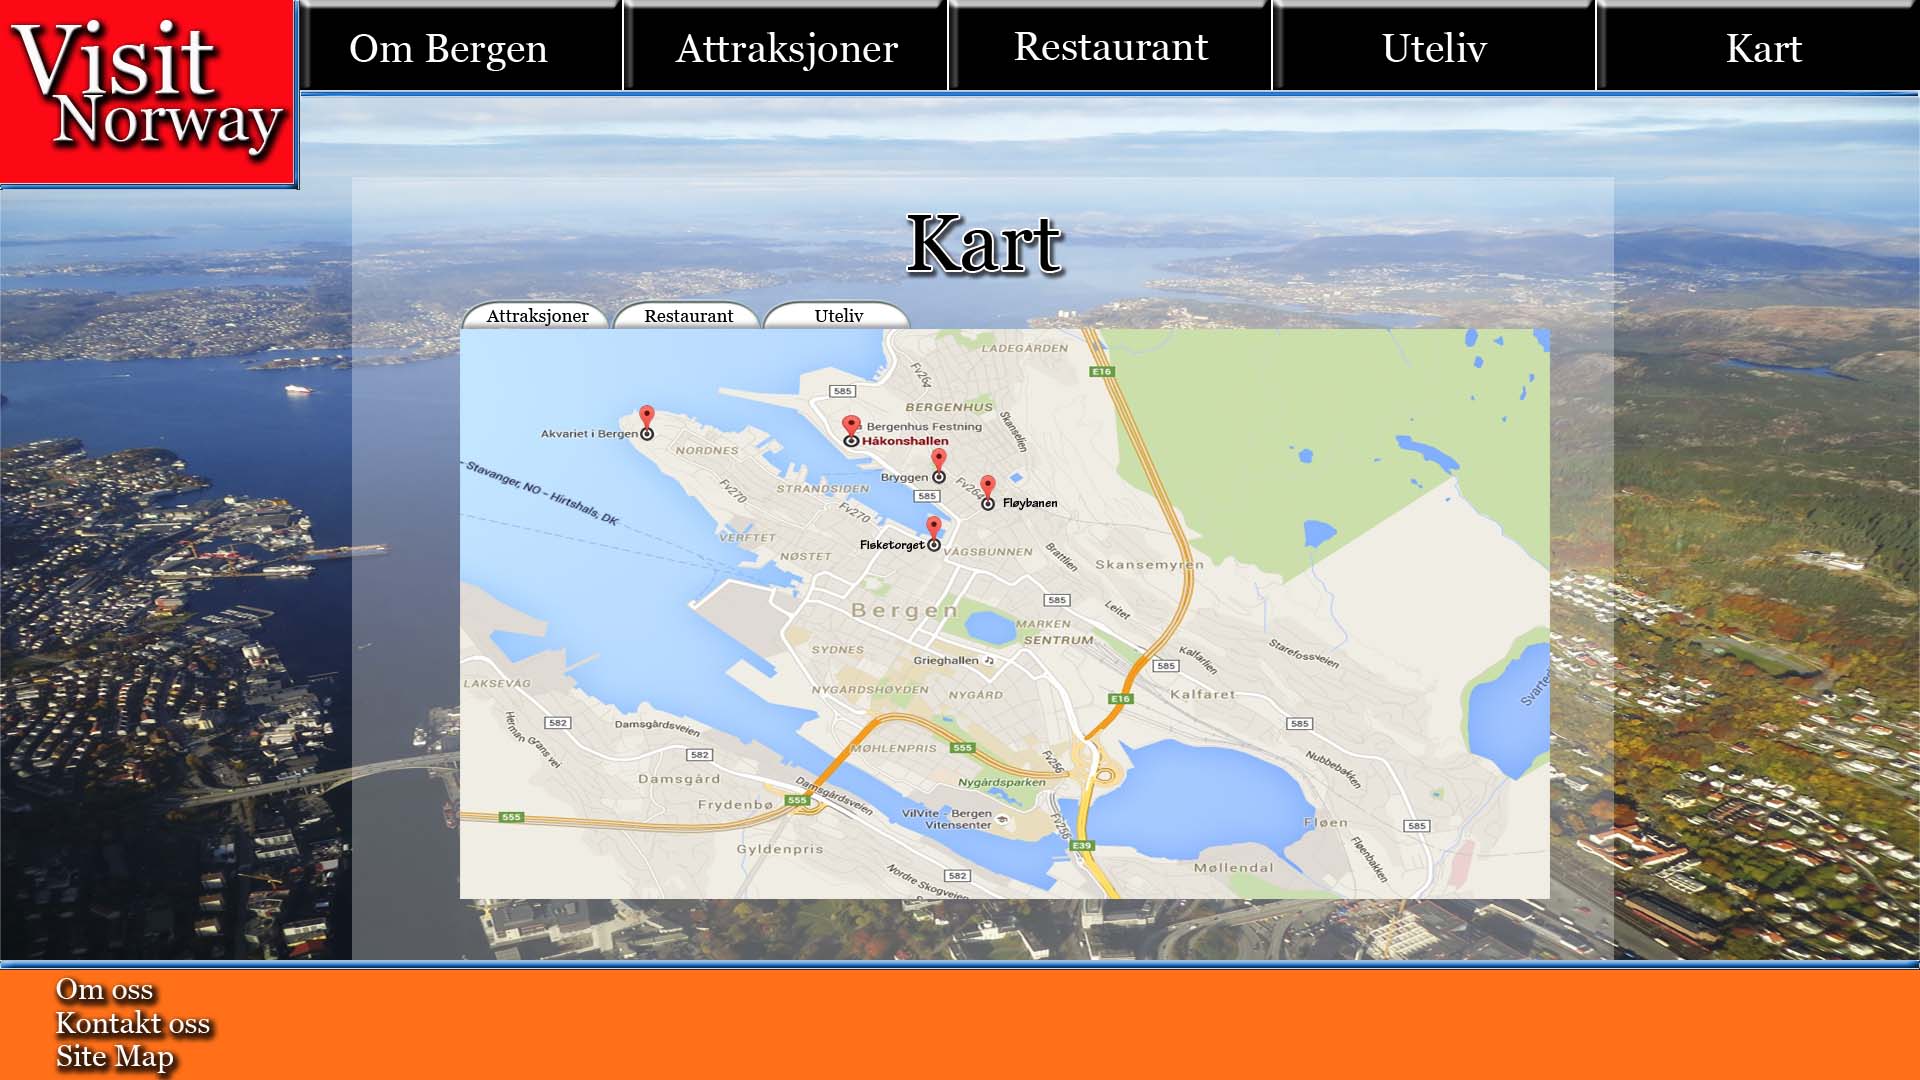 Visit
Norway
Om Bergen
Attraksjoner
Restaurant
Uteliv
Kart
Kart
Attraksjoner
Restaurant
Uteliv
LADEGÅRDEN
E16
Fv264
585
BERGENHUS
Skanselien
Bergenhus Festning
Håkonshallen
Akvariet i Bergen
NORDNES
Stavanger, NO - Hirtshals, DK
Bryggen
STRANDSIDEN
Fv270
585
Fv264
Fløybanen
Fv270
VERFTET
Fisketorget
VÅGSBUNNEN
NØSTET
Brattlien
Skansemyren
585
Leitet
Bergen
MARKEN
SENTRUM
SYDNES
Grieghallen
Kalfarlien
585
Starefossveien
LAKSEVÅG
NYGÅRDSHØYDEN
NYGÅRD
E16
Kalfaret
Svarte
Herman Grans vei
582
Damsgårdsveien
585
582
MØHLENPRIS
555
Fv256
Nubbebakken
Damsgård
Nygårdsparken
Damsgårdsveien
555
Frydenbø
555
VilVite - Bergen
Vitensenter
Fv256
Fløen
585
E39
Gyldenpris
Fløenbakken
Møllendal
582
Nordre Skogveien
Om oss
Kontakt oss
Site Map